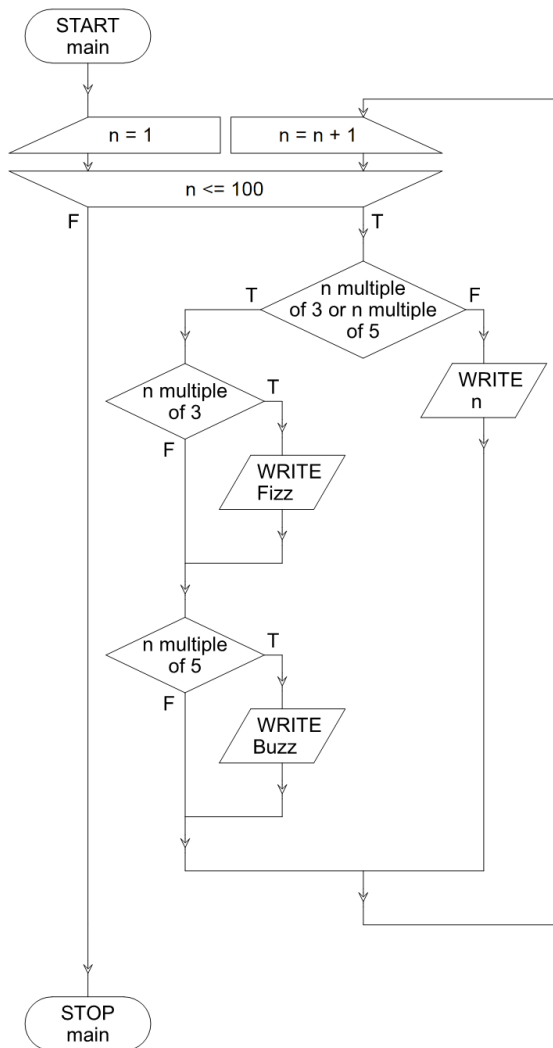 START
main
n = 1
n = n + 1
n <= 100
F
T
n multiple
of 3 or n multiple
of 5
T
F
n multiple
of 3
T
F
WRITE
n
WRITE
Fizz
n multiple
of 5
T
F
WRITE
Buzz
STOP
main